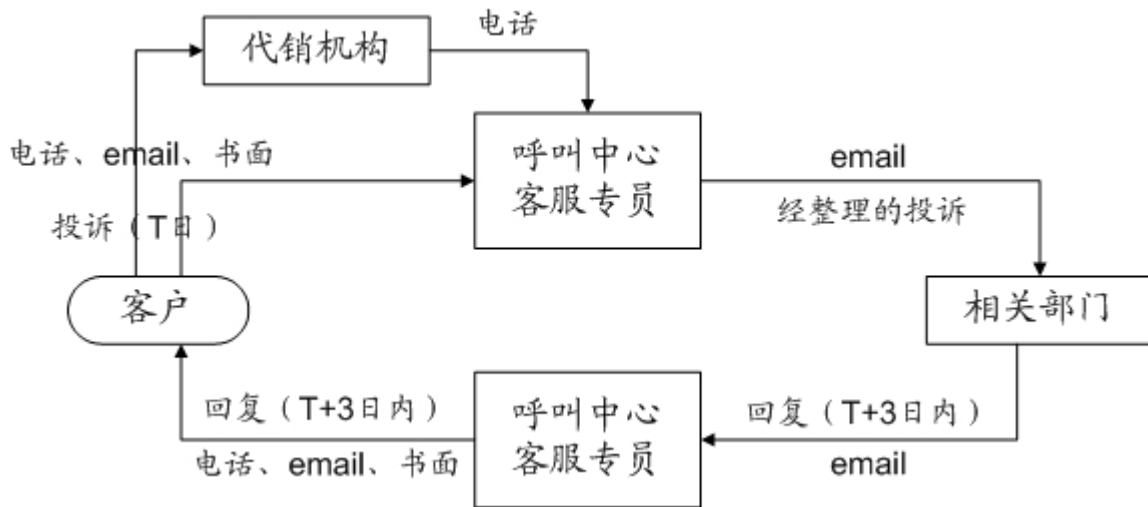 代销机构
电话
电话、email、书面
呼叫中心
客服专员
email
经整理的投诉
投诉（T日）
客户
相关部门
回复（T+3日内）
电话、email、书面
呼叫中心
客服专员
回复（T+3日内）
email